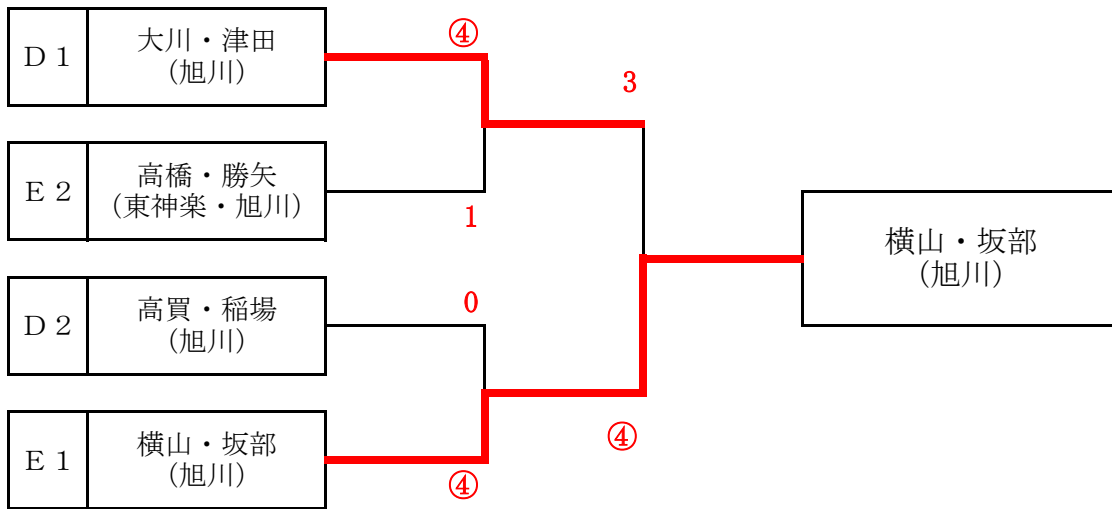 Ｄ１
大川・津田
(旭川)
④
3
Ｅ２
高橋・勝矢
(東神楽・旭川)
1
横山・坂部
(旭川)
Ｄ２
高買・稲場
(旭川)
0
Ｅ１
横山・坂部
(旭川)
④
④